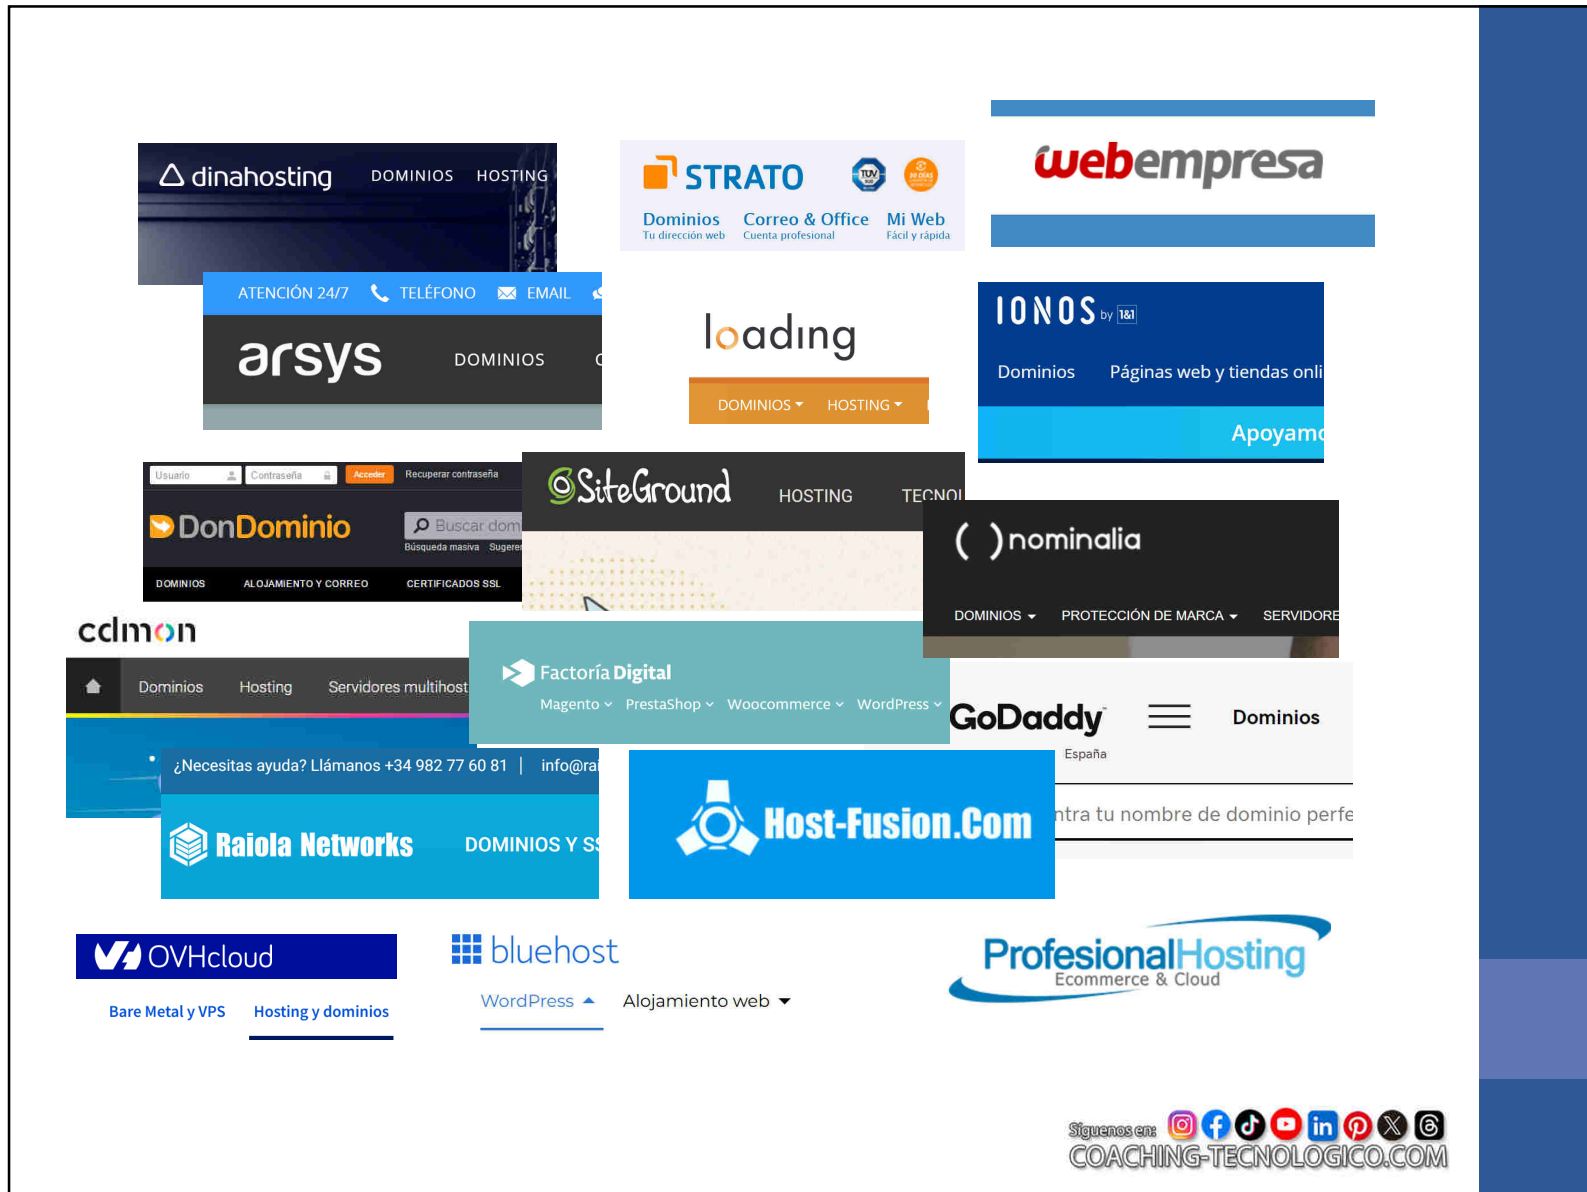 dinahosting DOMINIOS HOSTING
STRATO
Dominios Correo & Office Mi Web
Tu dirección web Cuenta profesional Fácil y rápida
webempresa
ATENCIÓN 24/7 TELÉFONO EMAIL
arsys DOMINIOS
loading
DOMINIOS HOSTING
IONOS by 1&1
Dominios Páginas web y tiendas onli
Apoyamo
Usuario Contraseña Acceder Recuperar contraseña
DonDominio Buscar dom
Búsqueda masiva Sugere
DOMINIOS ALOJAMIENTO Y CORREO CERTIFICADOS SSL
SiteGround HOSTING TECNOL
nominalia
DOMINIOS PROTECCIÓN DE MARCA SERVIDORE
cdmon
Dominios Hosting Servidores multihost
Factoría Digital
Magento PrestaShop Woocommerce WordPress
GoDaddy Dominios
España
ntra tu nombre de dominio perfe
¿Necesitas ayuda? Llámanos +34 982 77 60 81 | info@rai
Raiola Networks DOMINIOS Y SS
Host-Fusion.Com
OVHcloud
Bare Metal y VPS Hosting y dominios
bluehost
WordPress Alojamiento web
ProfesionalHosting
Ecommerce & Cloud
Síguenos en:
COACHING-TECNOLOGICO.COM